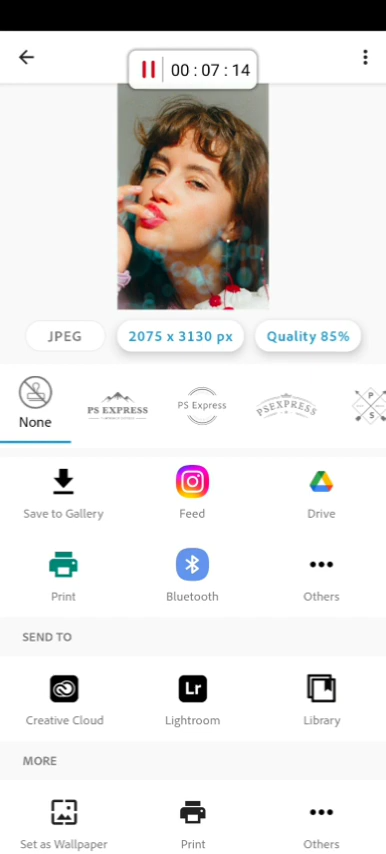 00 : 07 : 14
JPEG
2075 x 3130 px
Quality 85%
None
PS EXPRESS
PS Express
PSEXPRESS
P
S
Save to Gallery
Feed
Drive
Print
Bluetooth
Others
SEND TO
Lr
Creative Cloud
Lightroom
Library
MORE
Set as Wallpaper
Print
Others